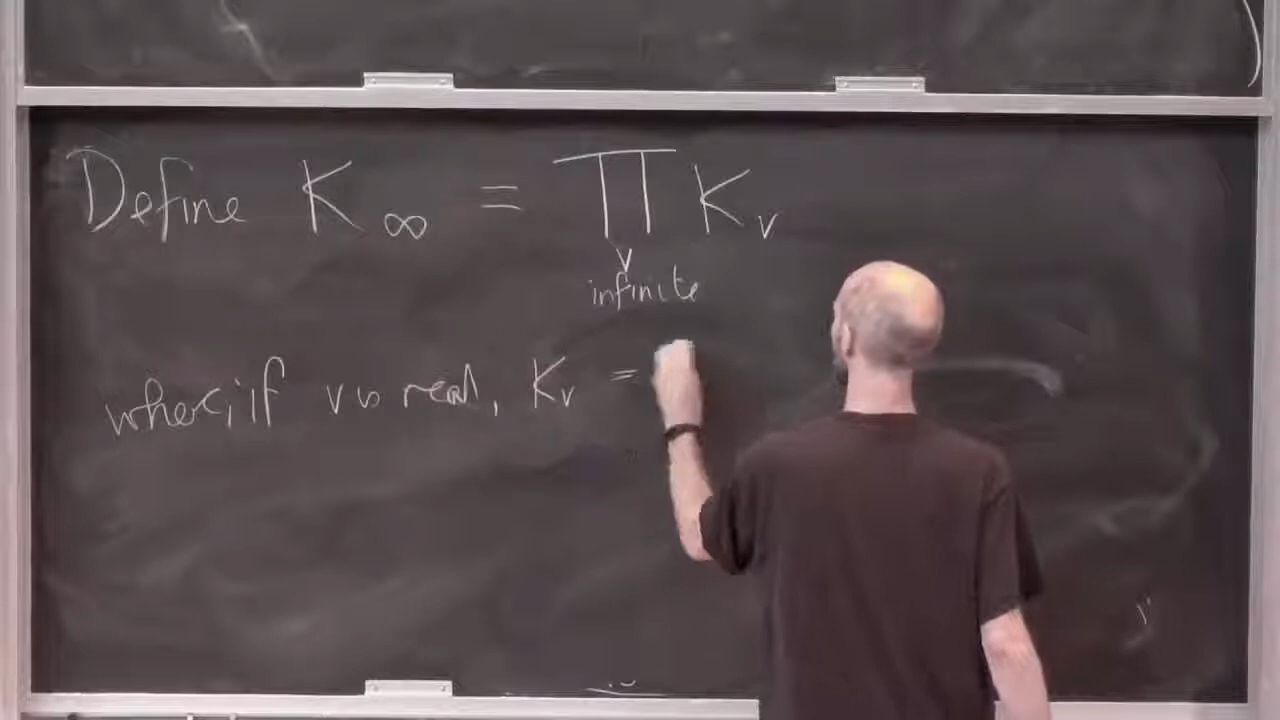 Define K∞ = ∏ Kv
v
infinite
where, if v is real, Kv =